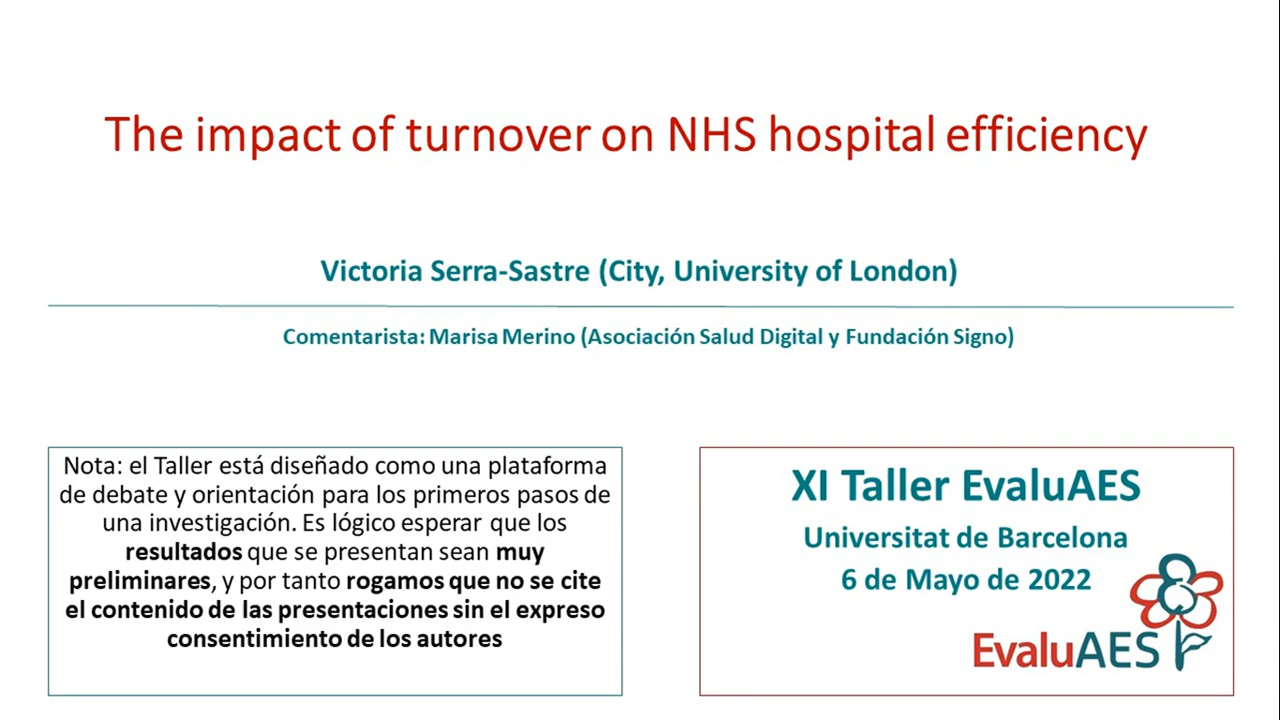 The impact of turnover on NHS hospital efficiency
Victoria Serra-Sastre (City, University of London)
Comentarista: Marisa Merino (Asociación Salud Digital y Fundación Signo)
Nota: el Taller está diseñado como una plataforma
de debate y orientación para los primeros pasos de
una investigación. Es lógico esperar que los
resultados que se presentan sean muy
preliminares, y por tanto rogamos que no se cite
el contenido de las presentaciones sin el expreso
consentimiento de los autores
XI Taller EvaluAES
Universitat de Barcelona
6 de Mayo de 2022
EvaluAES